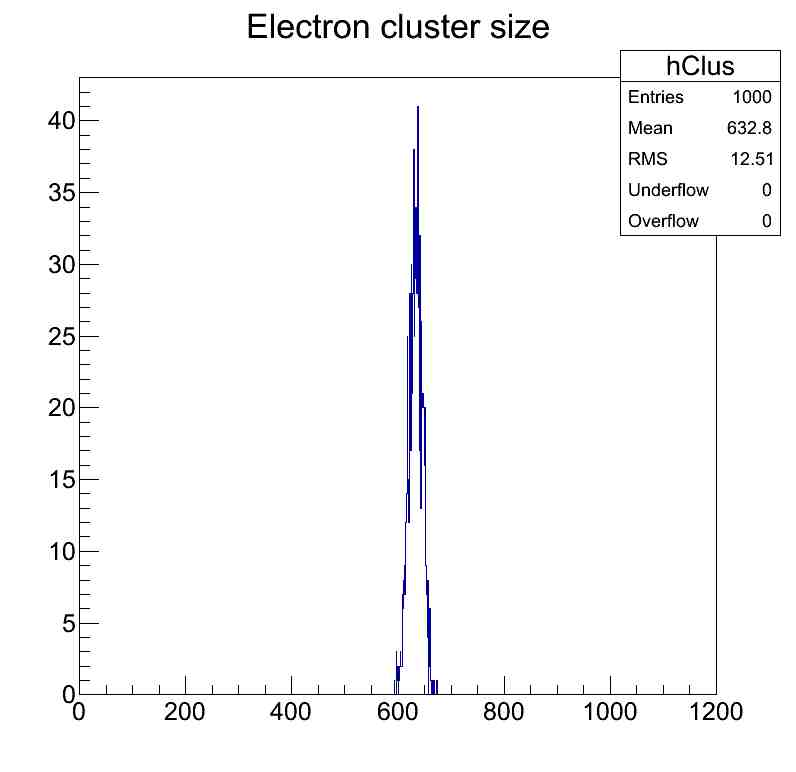 Electron cluster size
hClus
Entries 1000
Mean 632.8
RMS 12.51
Underflow 0
Overflow 0
40
35
30
25
20
15
10
5
0
0 200 400 600 800 1000 1200